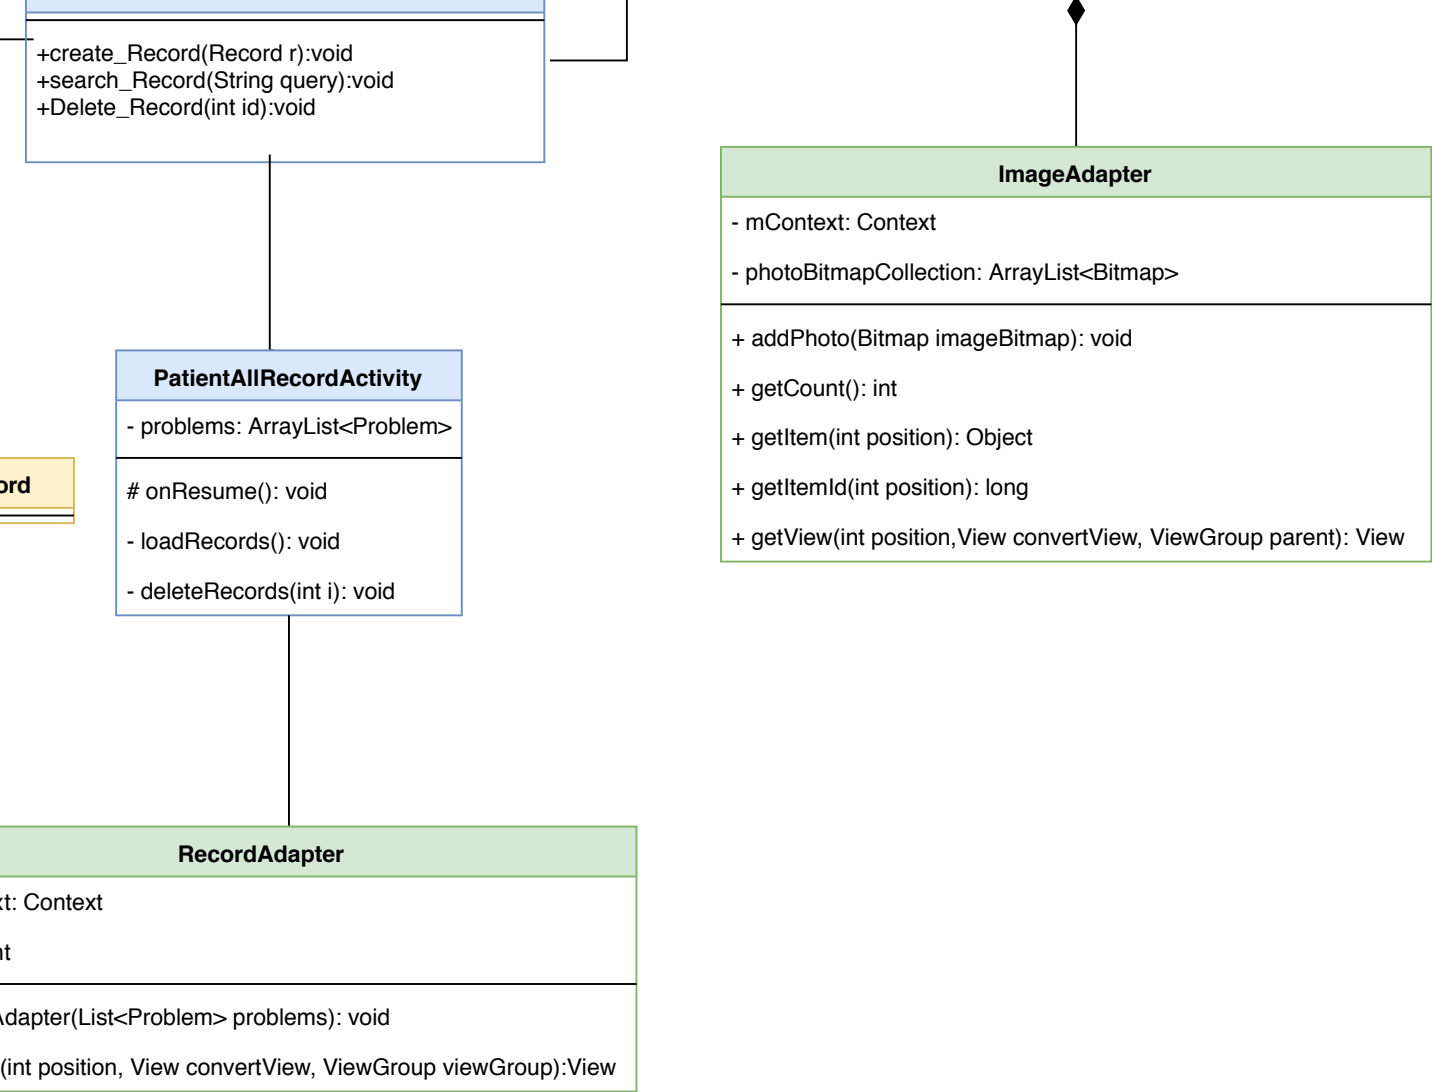 +create_Record(Record r):void
+search_Record(String query):void
+Delete_Record(int id):void
ImageAdapter
- mContext: Context
- photoBitmapCollection: ArrayList<Bitmap>
+ addPhoto(Bitmap imageBitmap): void
+ getCount(): int
+ getItem(int position): Object
+ getItemId(int position): long
+ getView(int position,View convertView, ViewGroup parent): View
PatientAllRecordActivity
- problems: ArrayList<Problem>
# onResume(): void
- loadRecords(): void
- deleteRecords(int i): void
ord
RecordAdapter
: Context
Adapter(List<Problem> problems): void
(int position, View convertView, ViewGroup viewGroup):View